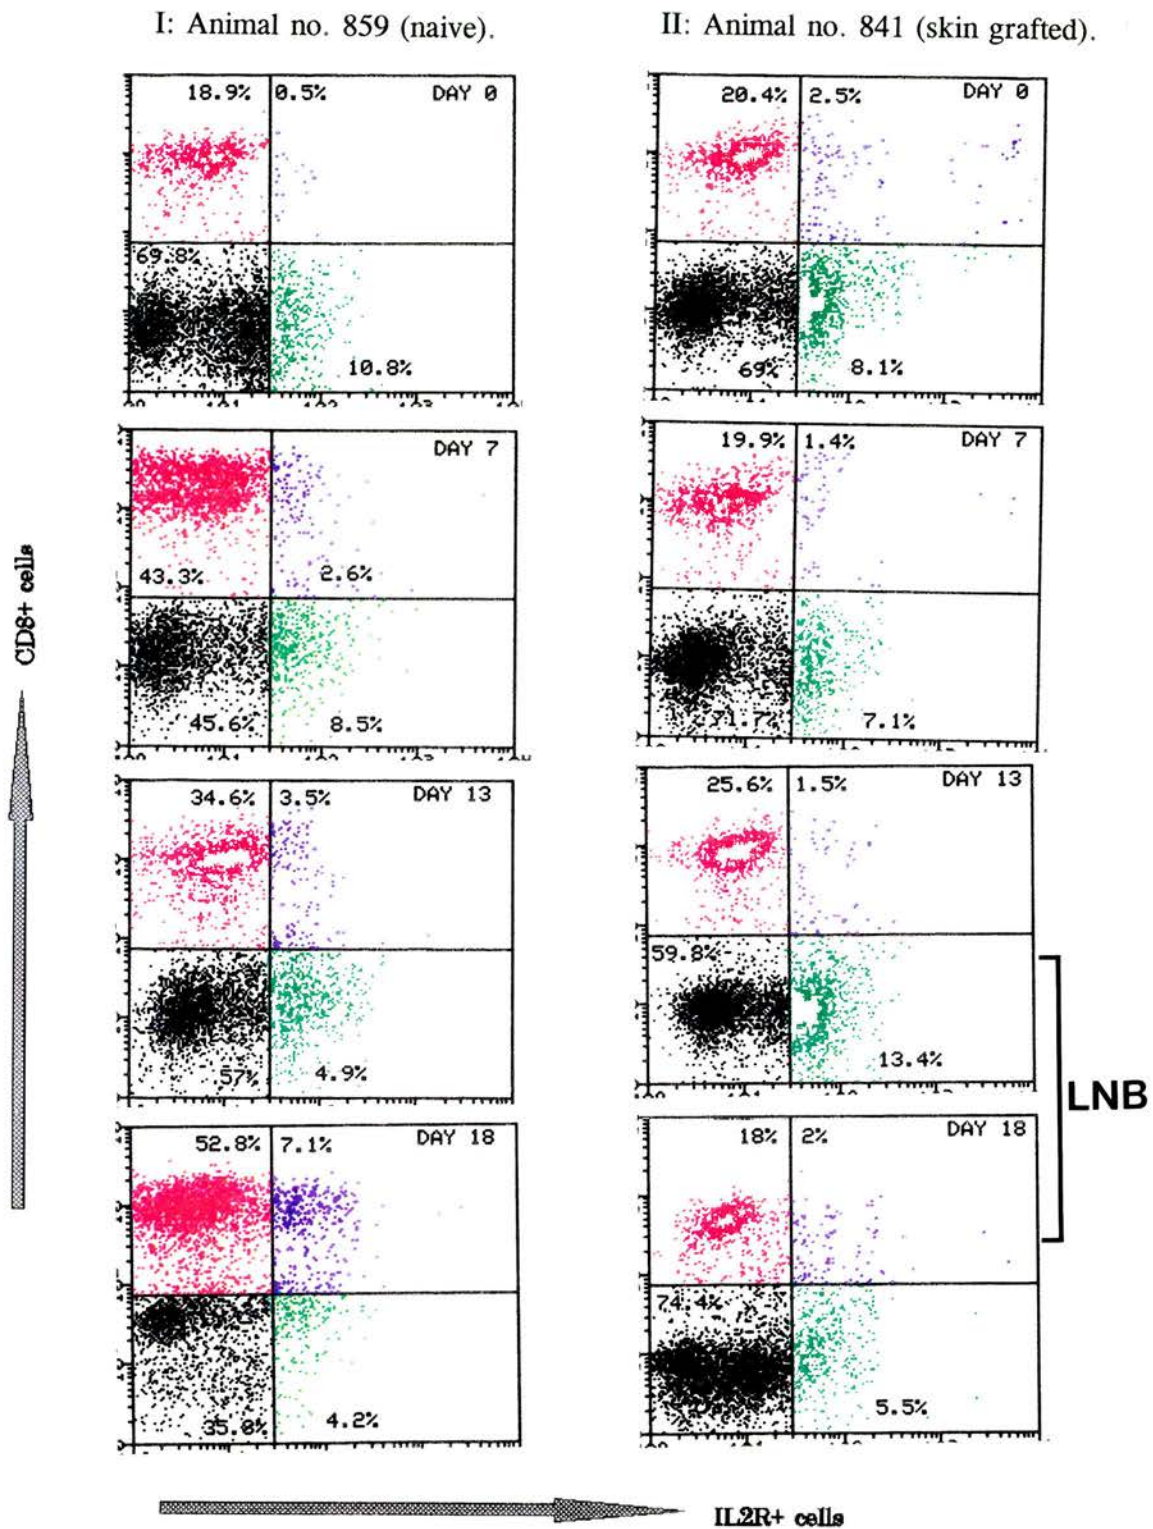 I: Animal no. 859 (naive).
II: Animal no. 841 (skin grafted).
18.9% 0.5% DAY 0
69.8%
10.8%
20.4% 2.5% DAY 0
69% 8.1%
DAY 7
43.3% 2.6%
45.6% 8.5%
19.9% 1.4% DAY 7
71.7% 7.1%
34.6% 3.5% DAY 13
57% 4.9%
25.6% 1.5% DAY 13
59.8%
13.4%
52.8% 7.1% DAY 18
4.2%
18% 2% DAY 18
74.4%
5.5%
LNB
CD8+ cells
IL2R+ cells